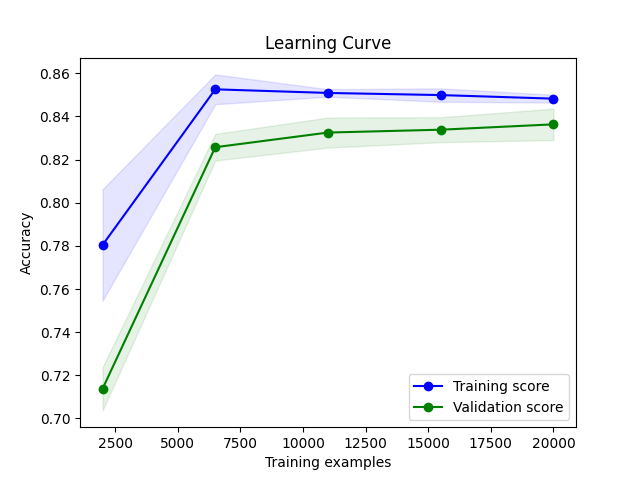 Learning Curve
0.86
0.84
0.82
0.80
0.78
0.76
0.74
0.72
0.70
Accuracy
Training score
Validation score
2500 5000 7500 10000 12500 15000 17500 20000
Training examples